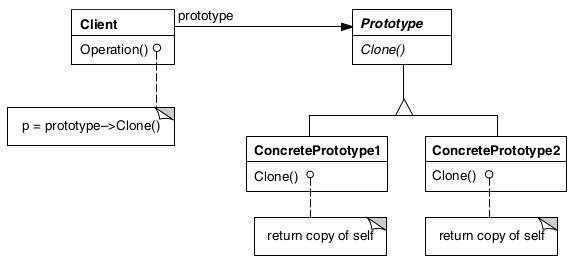 Client
Operation()
prototype
Prototype
Clone()
p = prototype–>Clone()
ConcretePrototype1
Clone()
ConcretePrototype2
Clone()
return copy of self
return copy of self